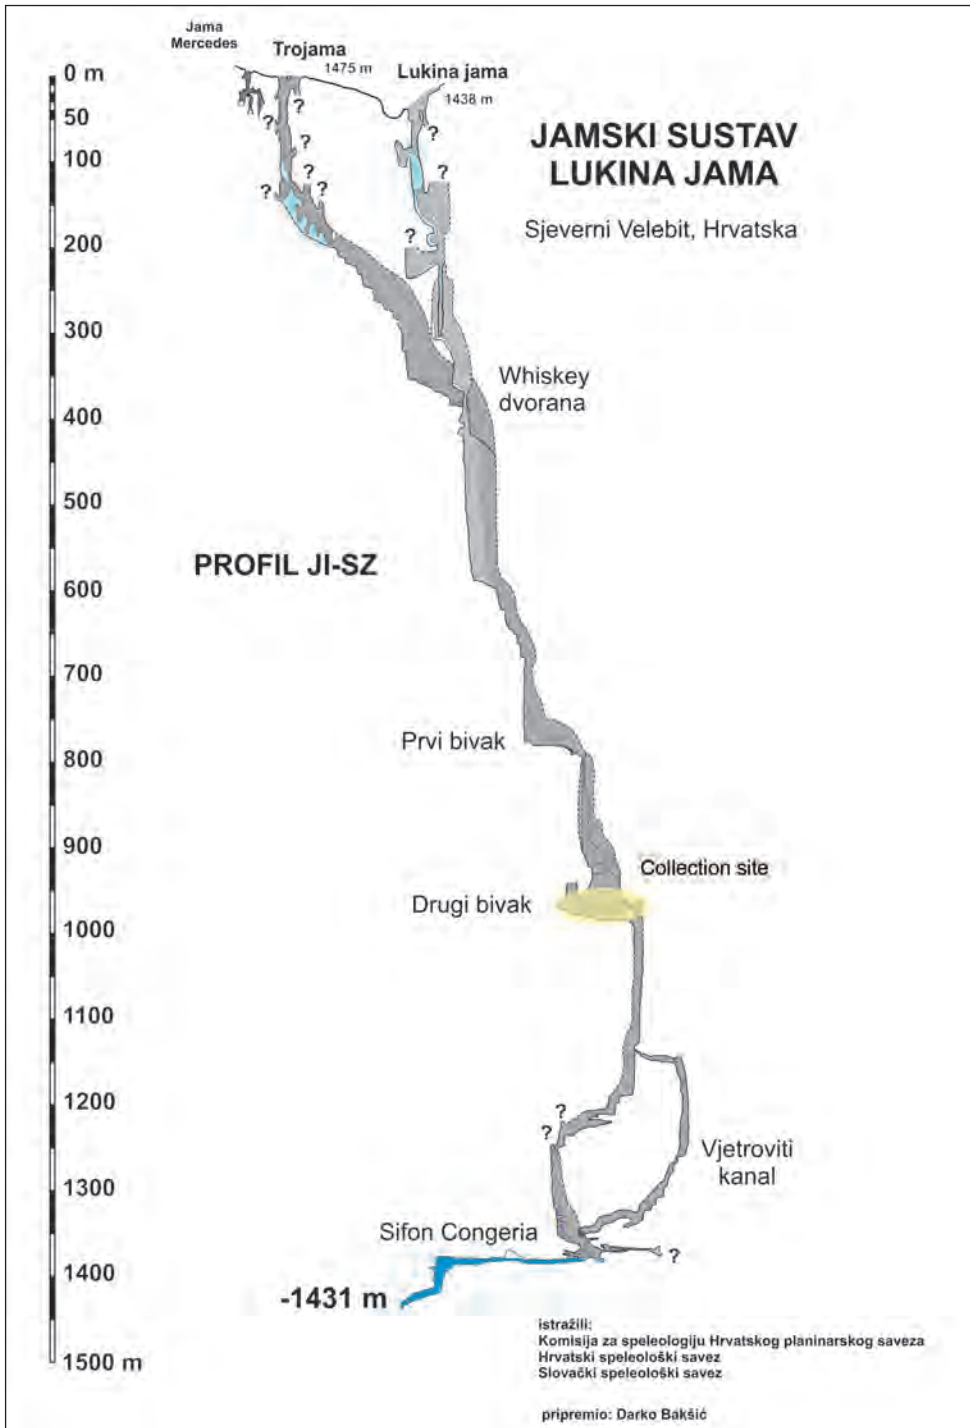 Jama
Mercedes
Trojama
1475 m
Lukina jama
1438 m
JAMSKI SUSTAV
LUKINA JAMA
Sjeverni Velebit, Hrvatska
0 m
50
100
200
300
400
500
600
700
800
900
1000
1100
1200
1300
1400
1500 m
?
?
?
?
?
?
?
?
?
Whiskey
dvorana
PROFIL JI-SZ
Prvi bivak
Collection site
Drugi bivak
?
?
Vjetroviti
kanal
Sifon Congeria
?
-1431 m
istražili:
Komisija za speleologiju Hrvatskog planinarskog saveza
Hrvatski speleološki savez
Slovački speleološki savez
pripremio: Darko Bakšić